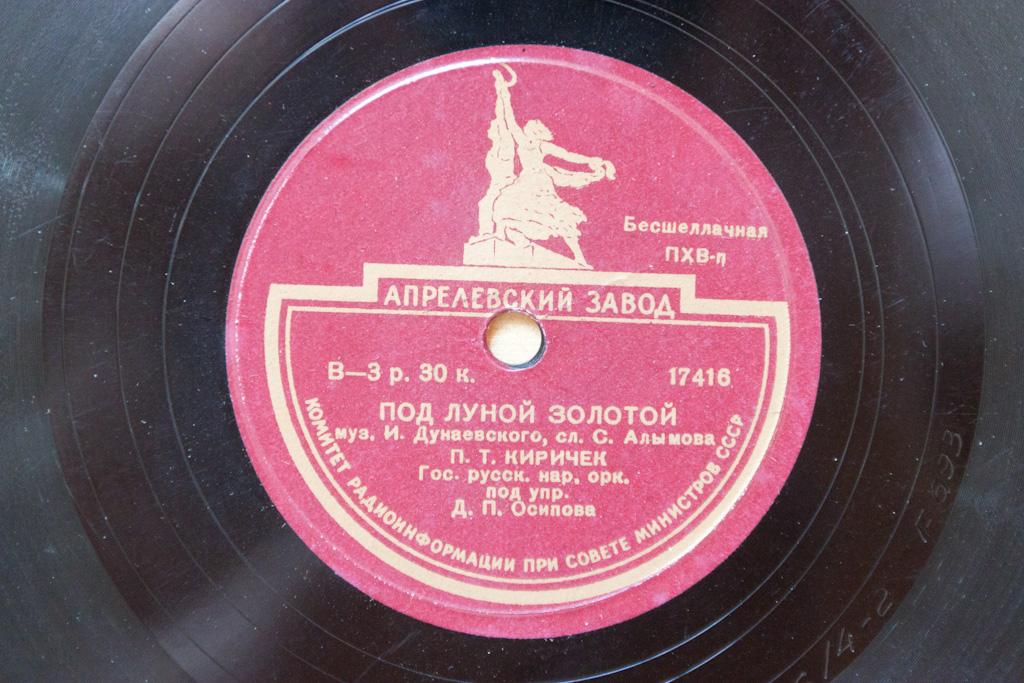 Бесшеллачная
ПХВ-п
АПРЕЛЕВСКИЙ ЗАВОД
В—3 р. 30 к. 17416
ПОД ЛУНОЙ ЗОЛОТОЙ
муз. И. Дунаевского, сл. С. Алымова
П. Т. КИРИЧЕК
Гос. русск. нар. орк.
под упр.
Д. П. Осипова
КОМИТЕТ РАДИОИНФОРМАЦИИ ПРИ СОВЕТЕ МИНИСТРОВ СССР